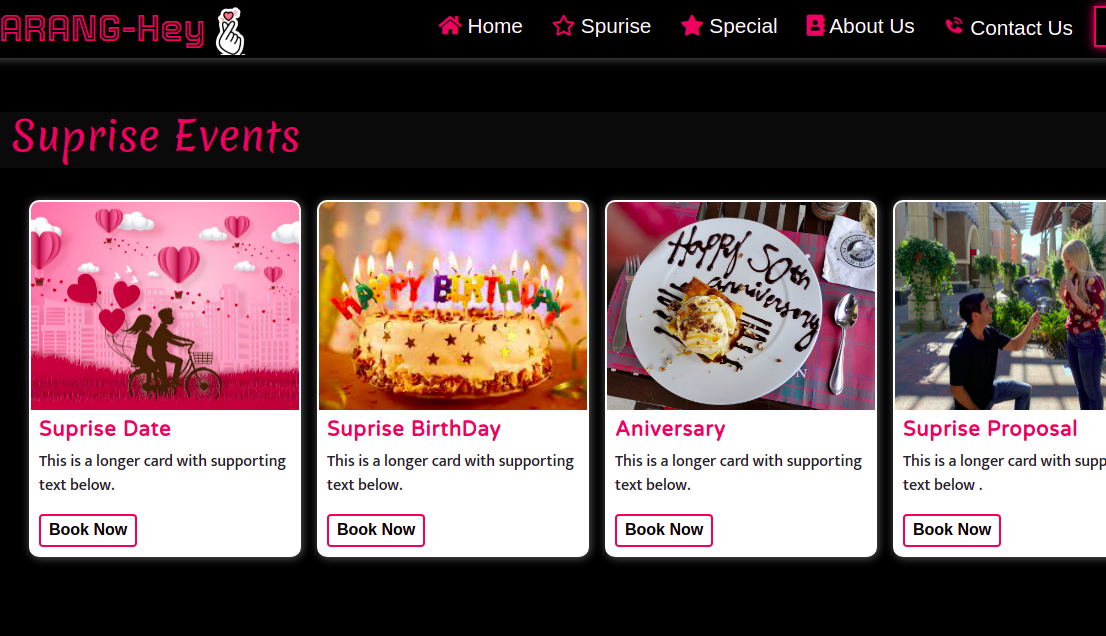 ARANG-Hey
Home Spurise Special About Us Contact Us
Suprise Events
HAPPY BIRTHDAY
Happy 50th
anniversary
Suprise Date
This is a longer card with supporting
text below.
Book Now
Suprise BirthDay
This is a longer card with supporting
text below.
Book Now
Aniversary
This is a longer card with supporting
text below.
Book Now
Suprise Proposal
This is a longer card with supp
text below .
Book Now